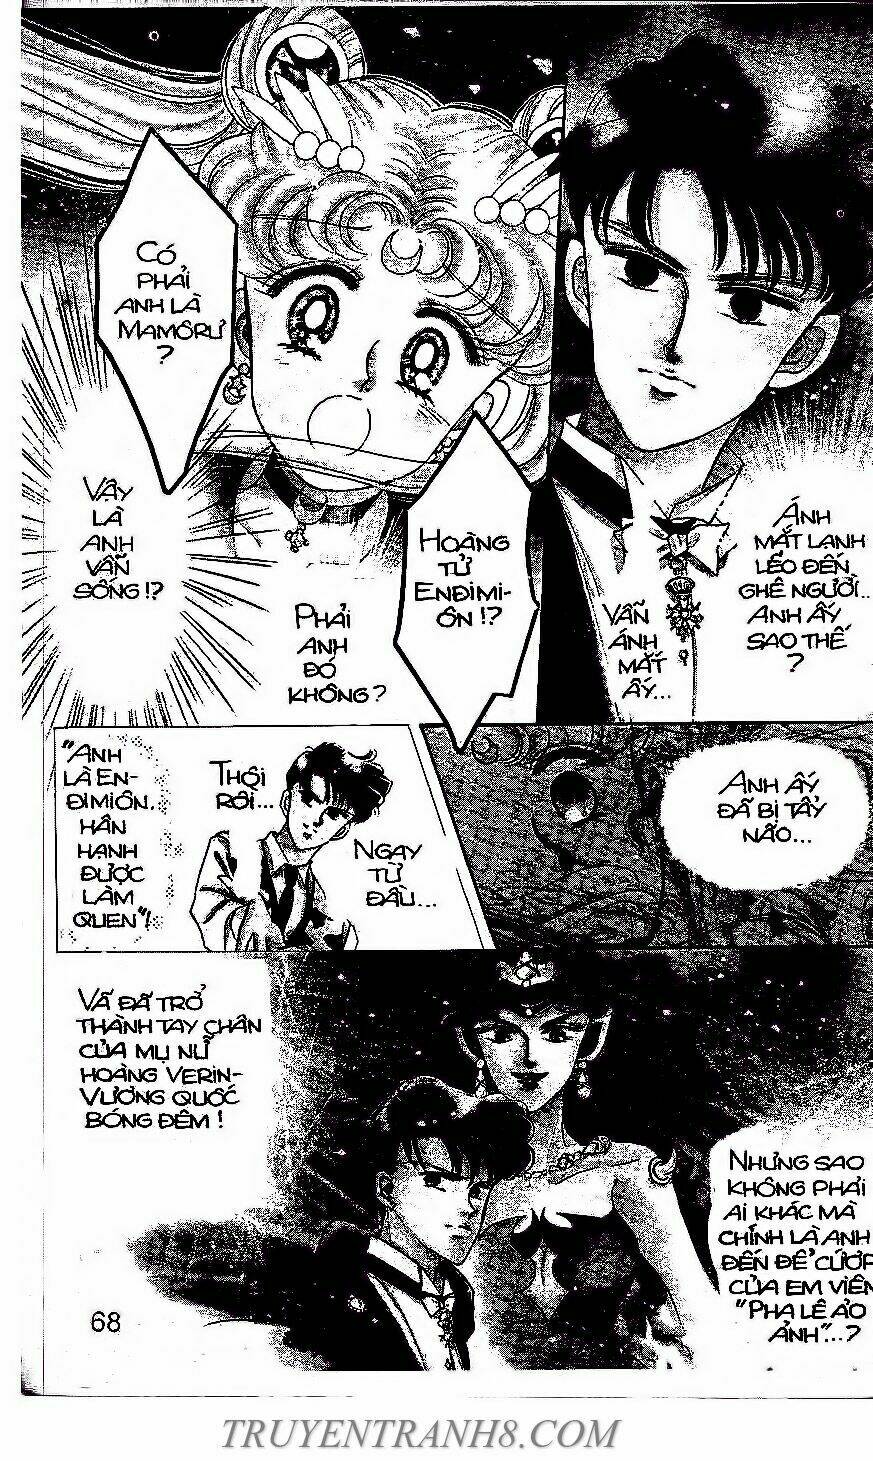 CÓ
PHẢI
ANH LÀ
MAMÔRƯ
?
VẬY
LÀ
ANH
VẪN
SỐNG!?
PHẢI
ANH
ĐÓ
KHÔNG?
HOÀNG
TỬ
ENĐIMI-
ÔN!?
VẪN
ÁNH
MẮT
ẤY...
ÁNH
MẮT LẠNH
LẼO ĐẾN
GHÊ NGƯỜI..
ANH ẤY
SAO THẾ
?
"ANH
LÀ EN-
ĐIMIÔN.
HÂN
HẠNH
ĐƯỢC
LÀM
QUEN"!
THÔI
RỒI...
NGAY
TỪ
ĐẦU...
ANH ẤY
ĐÃ BỊ TẨY
NÃO...
VÃ ĐÃ TRỞ
THÀNH TAY CHÂN
CỦA MỤ NỮ
HOÀNG VERIN-
VƯƠNG QUỐC
BÓNG ĐÊM!
NHƯNG SAO
KHÔNG PHẢI
AI KHÁC MÀ
CHÍNH LÀ ANH
ĐẾN ĐỂ CƯỚP
CỦA EM VIÊN
"PHA LÊ ẢO
ẢNH"...?
68
TRUYENTRANH8.COM